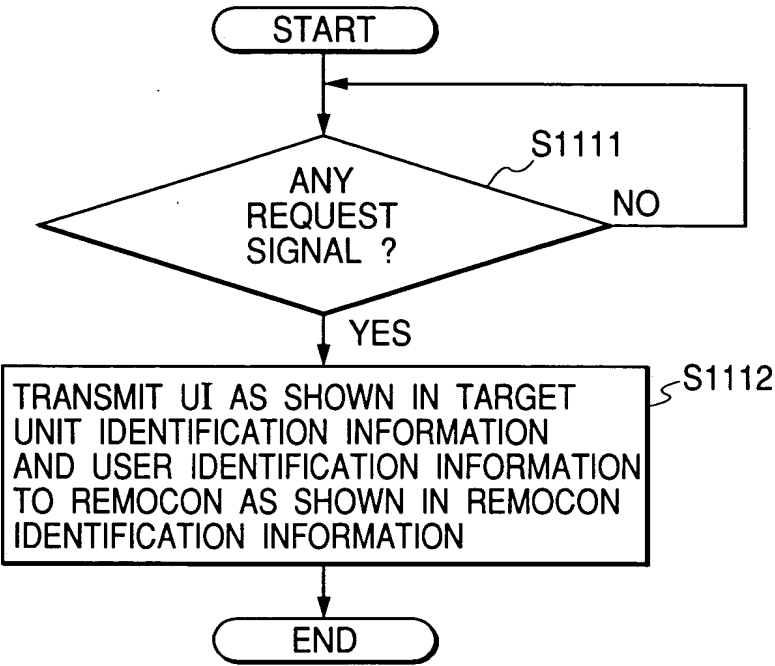 START
S1111
ANY
REQUEST
SIGNAL ?
NO
YES
S1112
TRANSMIT UI AS SHOWN IN TARGET
UNIT IDENTIFICATION INFORMATION
AND USER IDENTIFICATION INFORMATION
TO REMOCON AS SHOWN IN REMOCON
IDENTIFICATION INFORMATION
END